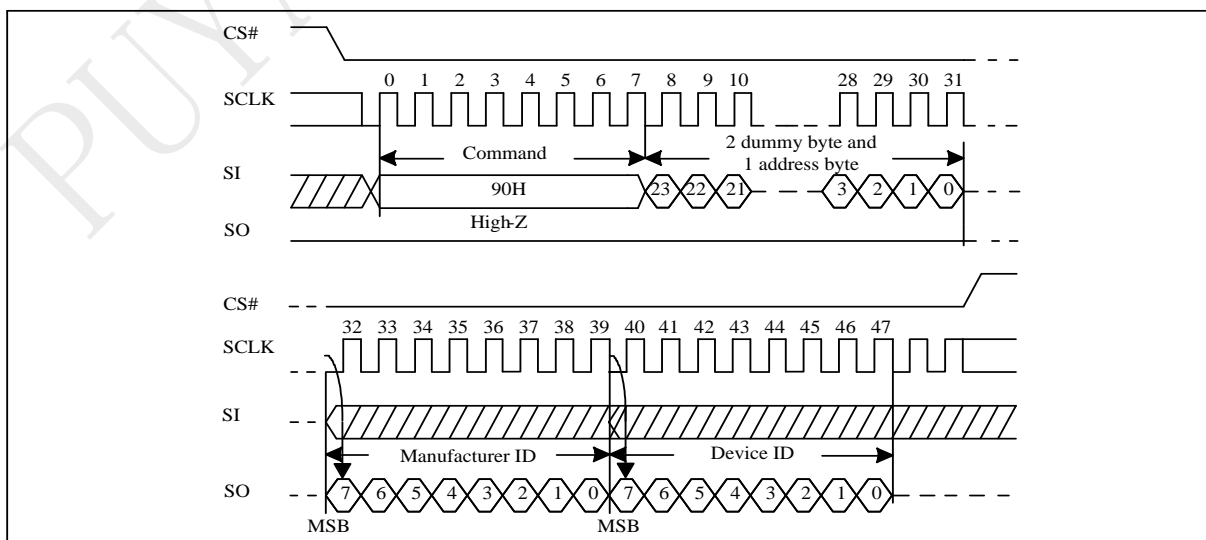 PUY
CS#
0 1 2 3 4 5 6 7 8 9 10 28 29 30 31
SCLK
Command
2 dummy byte and
1 address byte
SI
90H
23 22 21 3 2 1 0
High-Z
SO
CS#
32 33 34 35 36 37 38 39 40 41 42 43 44 45 46 47
SCLK
SI
Manufacturer ID
Device ID
SO
7 6 5 4 3 2 1 0 7 6 5 4 3 2 1 0
MSB MSB